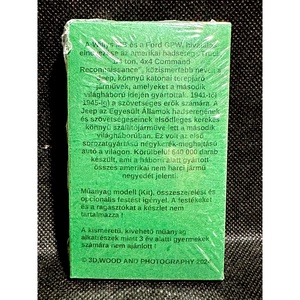 A Willys MB és a Ford GPW, hivatalos
elnevezése az amerikai hadseregi Truck,
1/4 ton, 4x4 Command
Reconnaissance", közismertebb nevén a
Jeep, könnyű katonai terepjáró
járművek, amelyeket a második
világháború idején gyártottak. 1941-től
1945-ig) a szövetséges erők számára. A
Jeep az Egyesült Államok hadseregének
és szövetségeseinek elsődleges kerekes
könnyű szállítójárműve lett a második
világháborúban. Ez volt az első
sorozatgyártású négykerék-meghajtású
autó a világon. Körülbelül 640 000 darab
készült, ami a háború alatt gyártott
összes amerikai nem harci jármű
negyedét jelenti.
Műanyag modell (Kit), összeszerelési és
opcionális festési igénnyel. A festékeket
és a ragasztókat a készlet nem
tartalmazza !
A kisméretű, kivehető műanyag
alkatrészek miatt 3 év alatti gyermekek
számára nem ajánlott !
© 3D,WOOD AND PHOTOGRAPHY